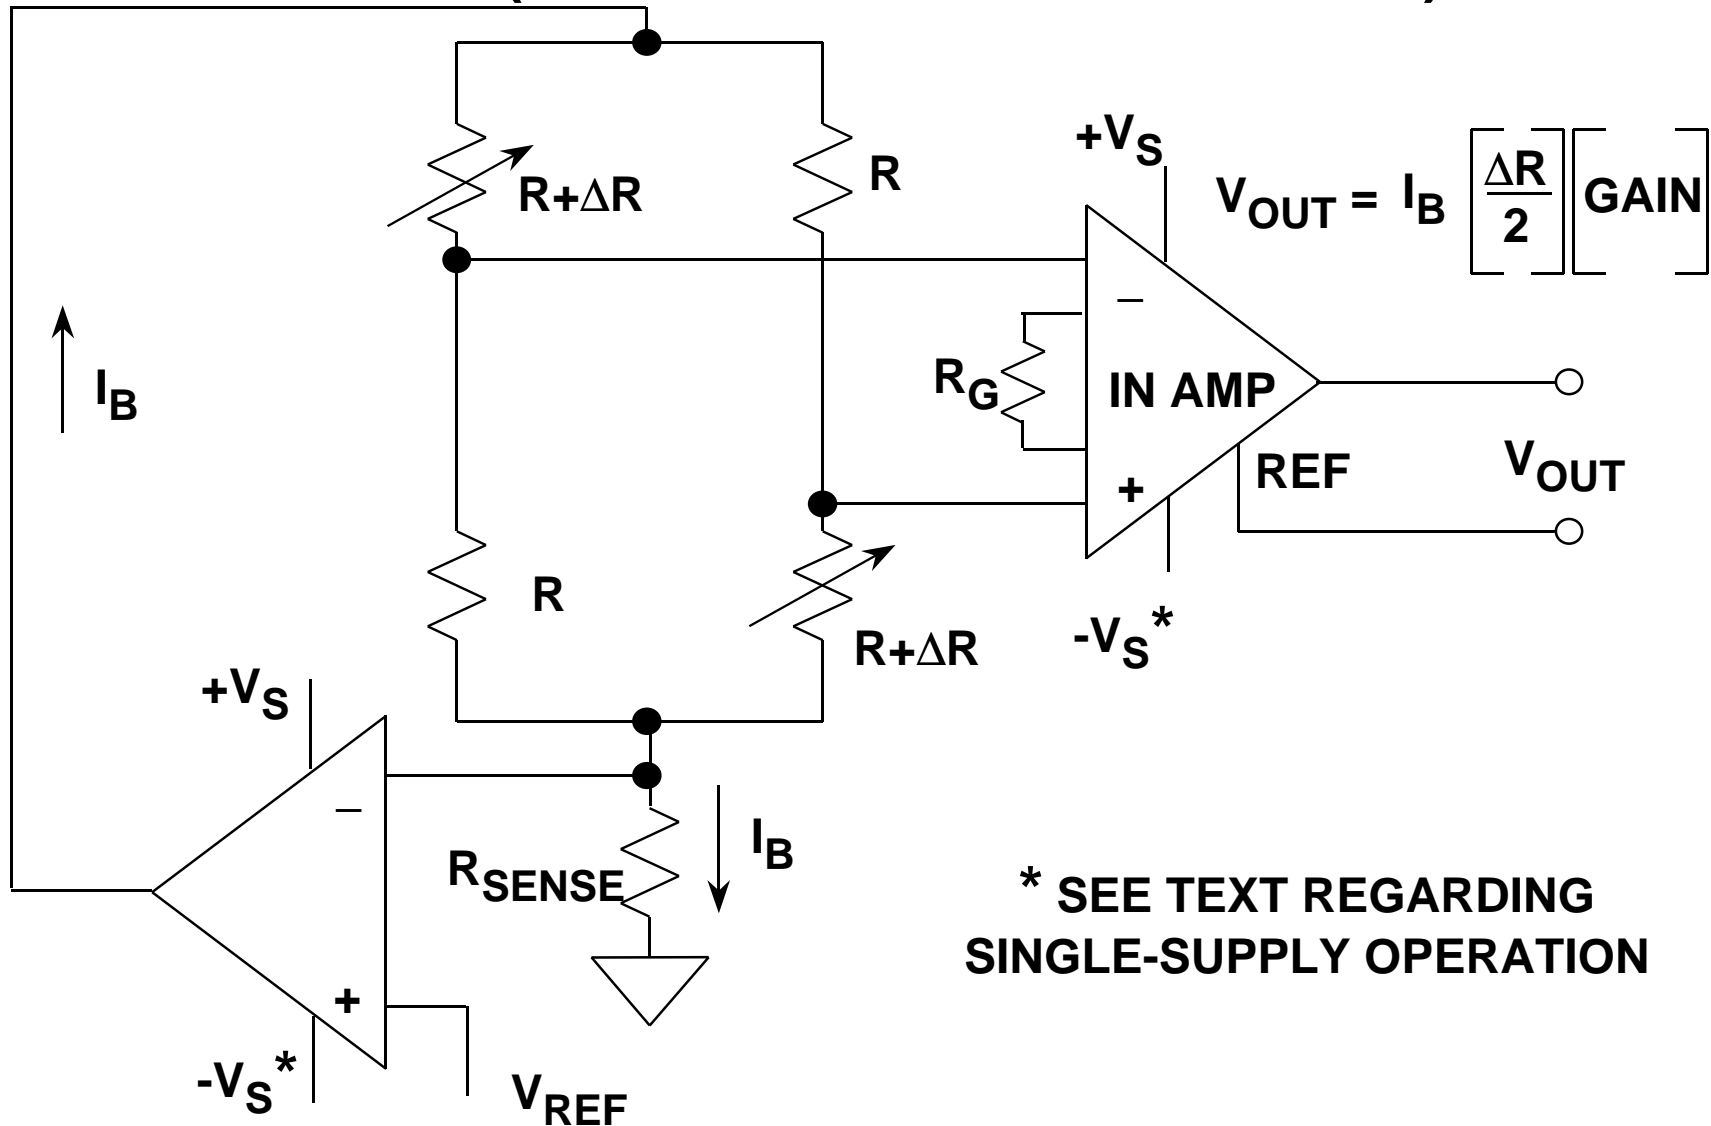 +VS
R
R+ΔR
VOUT = IB [ΔR/2] [GAIN]
−
RG
IN AMP
IB
REF
VOUT
+
R
-VS*
R+ΔR
+VS
−
IB
RSENSE
* SEE TEXT REGARDING
SINGLE-SUPPLY OPERATION
+
-VS*
VREF